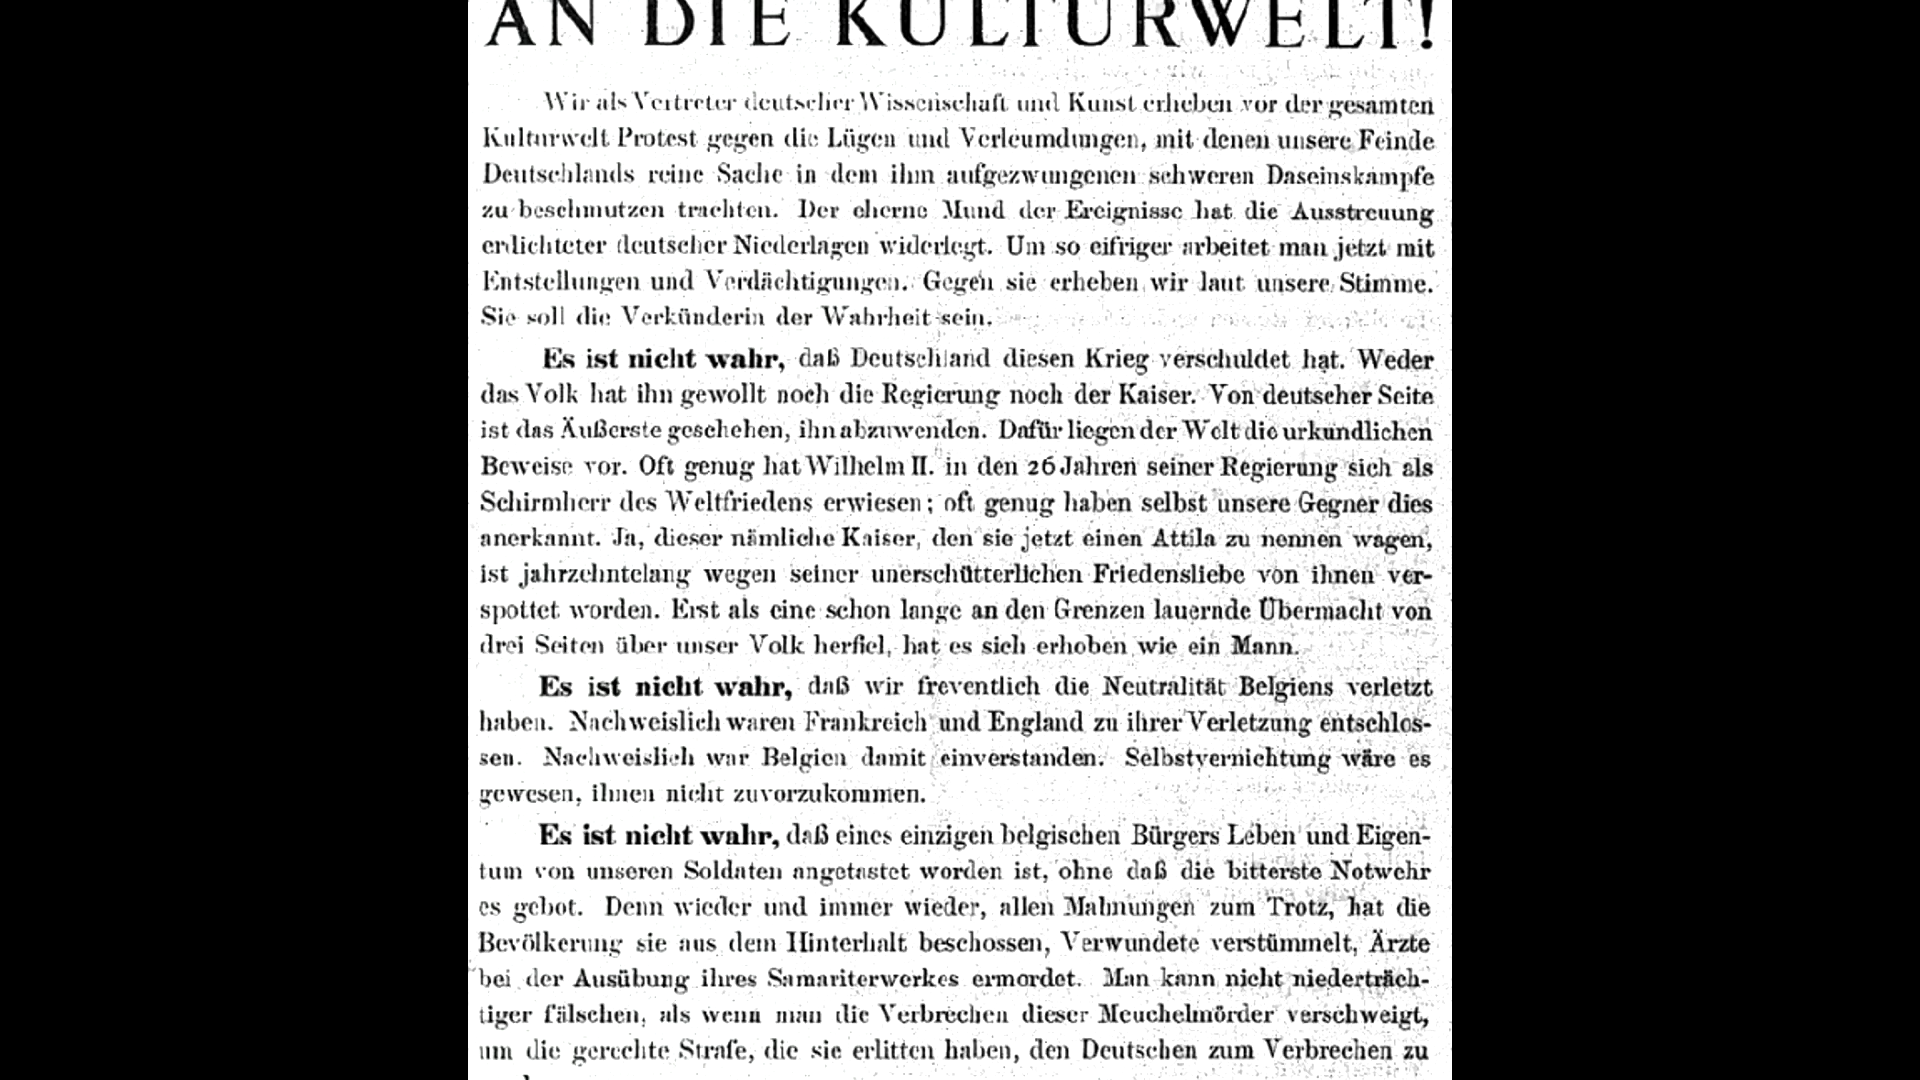 AN DIE KULTURWELT!
Wir als Vertreter deutscher Wissenschaft und Kunst erheben vor der gesamten
Kulturwelt Protest gegen die Lügen und Verleumdungen, mit denen unsere Feinde
Deutschlands reine Sache in dem ihm aufgezwungenen schweren Daseinskampfe
zu beschmutzen trachten. Der eherne Mund der Ereignisse hat die Ausstreuung
erdichteter deutscher Niederlagen widerlegt. Um so eifriger arbeitet man jetzt mit
Entstellungen und Verdächtigungen. Gegen sie erheben wir laut unsere Stimme.
Sie soll die Verkünderin der Wahrheit sein.
Es ist nicht wahr, daß Deutschland diesen Krieg verschuldet hat. Weder
das Volk hat ihn gewollt noch die Regierung noch der Kaiser. Von deutscher Seite
ist das Äußerste geschehen, ihn abzuwenden. Dafür liegen der Welt die urkundlichen
Beweise vor. Oft genug hat Wilhelm II. in den 26 Jahren seiner Regierung sich als
Schirmherr des Weltfriedens erwiesen; oft genug haben selbst unsere Gegner dies
anerkannt. Ja, dieser nämliche Kaiser, den sie jetzt einen Attila zu nennen wagen,
ist jahrzehntelang wegen seiner unerschütterlichen Friedensliebe von ihnen ver-
spottet worden. Erst als eine schon lange an den Grenzen lauernde Übermacht von
drei Seiten über unser Volk herfiel, hat es sich erhoben wie ein Mann.
Es ist nicht wahr, daß wir freventlich die Neutralität Belgiens verletzt
haben. Nachweislich waren Frankreich und England zu ihrer Verletzung entschlos-
sen. Nachweislich war Belgien damit einverstanden. Selbstvernichtung wäre es
gewesen, ihnen nicht zuvorzukommen.
Es ist nicht wahr, daß eines einzigen belgischen Bürgers Leben und Eigen-
tum von unseren Soldaten angetastet worden ist, ohne daß die bitterste Notwehr
es gebot. Denn wieder und immer wieder, allen Mahnungen zum Trotz, hat die
Bevölkerung sie aus dem Hinterhalt beschossen, Verwundete verstümmelt, Ärzte
bei der Ausübung ihres Samariterwerkes ermordet. Man kann nicht niederträch-
tiger fälschen, als wenn man die Verbrechen dieser Meuchelmörder verschweigt,
um die gerechte Strafe, die sie erlitten haben, den Deutschen zum Verbrechen zu